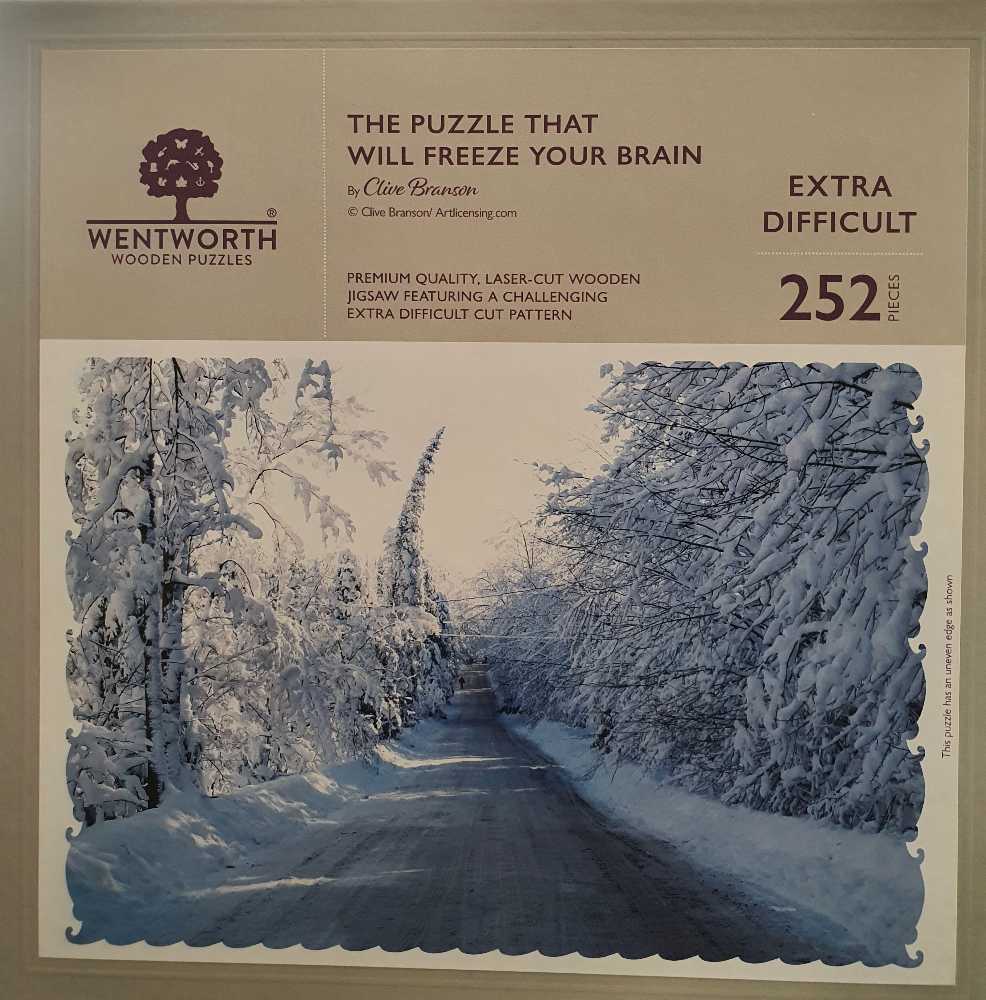 WENTWORTH®
WOODEN PUZZLES
THE PUZZLE THAT
WILL FREEZE YOUR BRAIN
By Clive Branson
© Clive Branson/ Artlicensing.com
PREMIUM QUALITY, LASER-CUT WOODEN
JIGSAW FEATURING A CHALLENGING
EXTRA DIFFICULT CUT PATTERN
EXTRA
DIFFICULT
252 PIECES
This puzzle has an uneven edge as shown